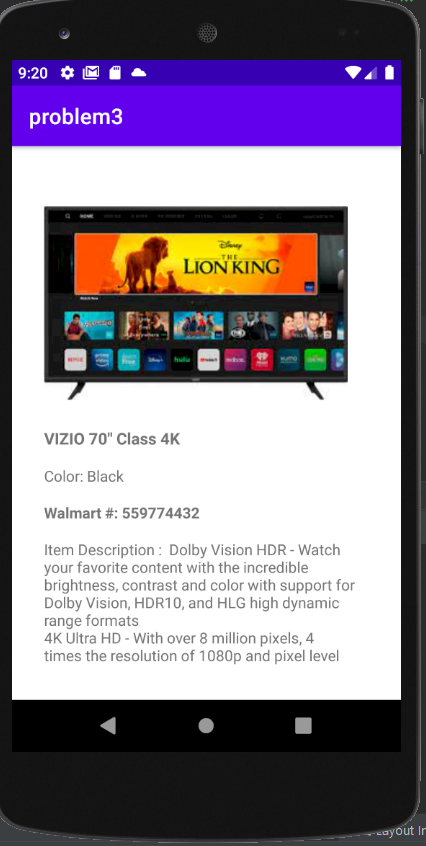 9:20
problem3
HOME
Disney
THE
LION KING
Watch Now
hulu
VIZIO 70" Class 4K
Color: Black
Walmart #: 559774432
Item Description :  Dolby Vision HDR - Watch
your favorite content with the incredible
brightness, contrast and color with support for
Dolby Vision, HDR10, and HLG high dynamic
range formats
4K Ultra HD - With over 8 million pixels, 4
times the resolution of 1080p and pixel level
Layout In